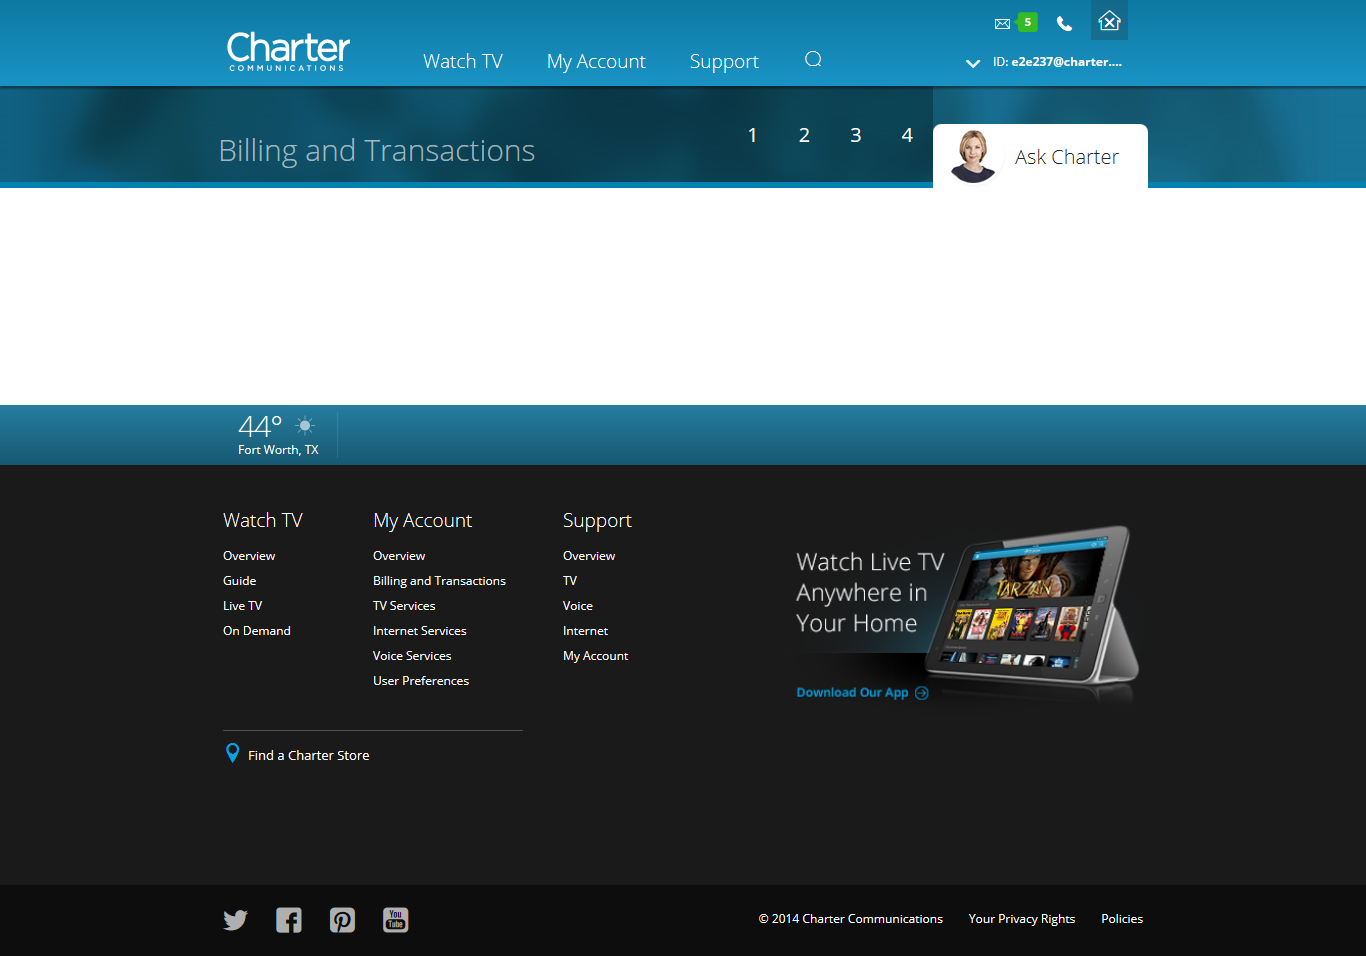 5
Charter
COMMUNICATIONS
Watch TV
My Account
Support
ID: e2e237@charter....
Billing and Transactions
1
2
3
4
Ask Charter
44°
Fort Worth, TX
Watch TV
Overview
Guide
Live TV
On Demand
My Account
Overview
Billing and Transactions
TV Services
Internet Services
Voice Services
User Preferences
Support
Overview
TV
Voice
Internet
My Account
Watch Live TV
Anywhere in
Your Home
TARZAN
Download Our App
Find a Charter Store
You
Tube
© 2014 Charter Communications
Your Privacy Rights
Policies